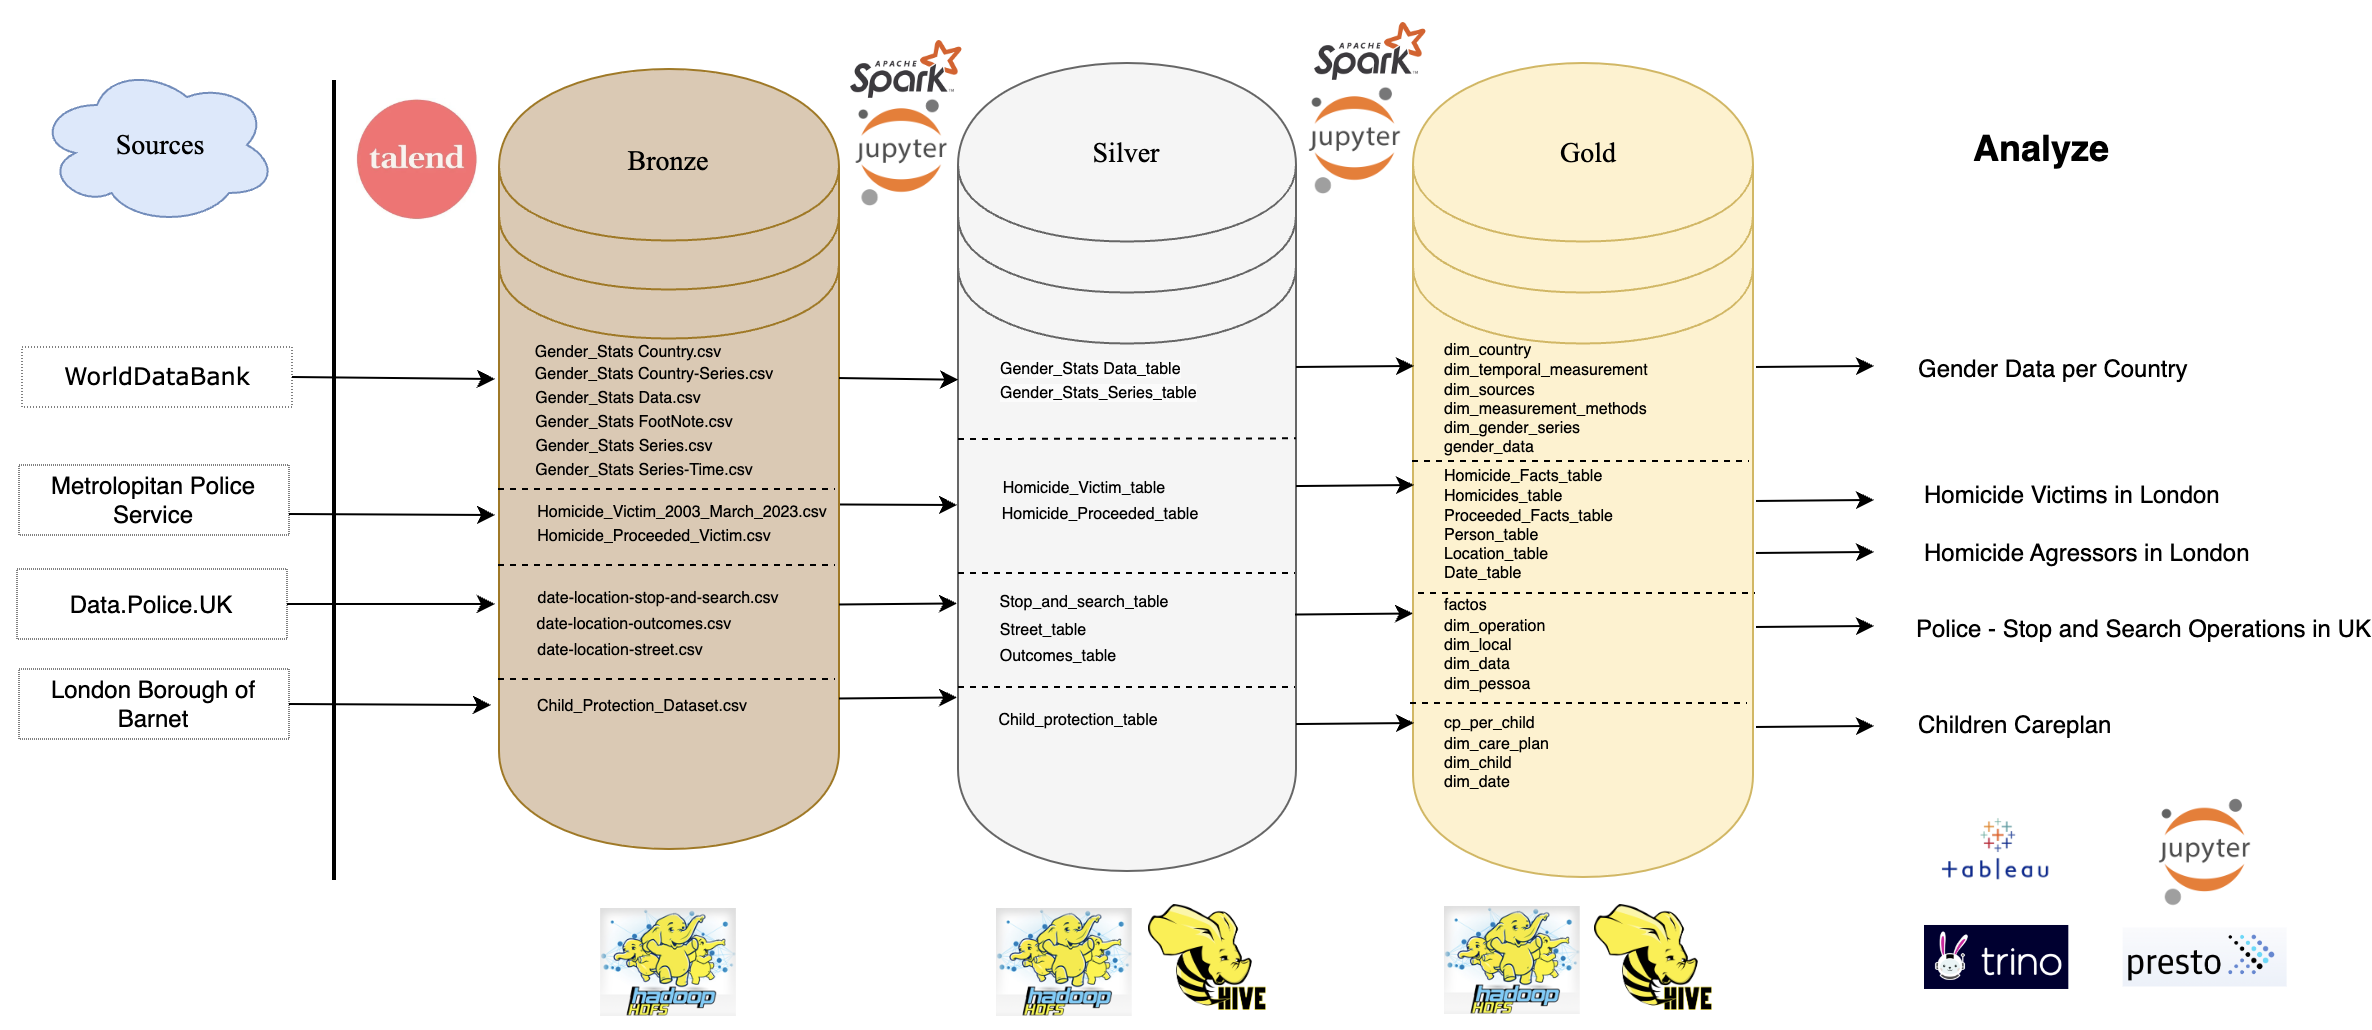 Sources
talend
Bronze
APACHE
Spark
jupyter
Silver
APACHE
Spark
jupyter
Gold
Analyze
WorldDataBank
Metrolopitan Police
Service
Data.Police.UK
London Borough of
Barnet
Gender_Stats Country.csv
Gender_Stats Country-Series.csv
Gender_Stats Data.csv
Gender_Stats FootNote.csv
Gender_Stats Series.csv
Gender_Stats Series-Time.csv
Homicide_Victim_2003_March_2023.csv
Homicide_Proceeded_Victim.csv
date-location-stop-and-search.csv
date-location-outcomes.csv
date-location-street.csv
Child_Protection_Dataset.csv
Gender_Stats Data_table
Gender_Stats_Series_table
Homicide_Victim_table
Homicide_Proceeded_table
Stop_and_search_table
Street_table
Outcomes_table
Child_protection_table
dim_country
dim_temporal_measurement
dim_sources
dim_measurement_methods
dim_gender_series
gender_data
Homicide_Facts_table
Homicides_table
Proceeded_Facts_table
Person_table
Location_table
Date_table
factos
dim_operation
dim_local
dim_data
dim_pessoa
cp_per_child
dim_care_plan
dim_child
dim_date
Gender Data per Country
Homicide Victims in London
Homicide Agressors in London
Police - Stop and Search Operations in UK
Children Careplan
hadoop
HDFS
hadoop
HDFS
HIVE
hadoop
HDFS
HIVE
+ableau
jupyter
trino
presto